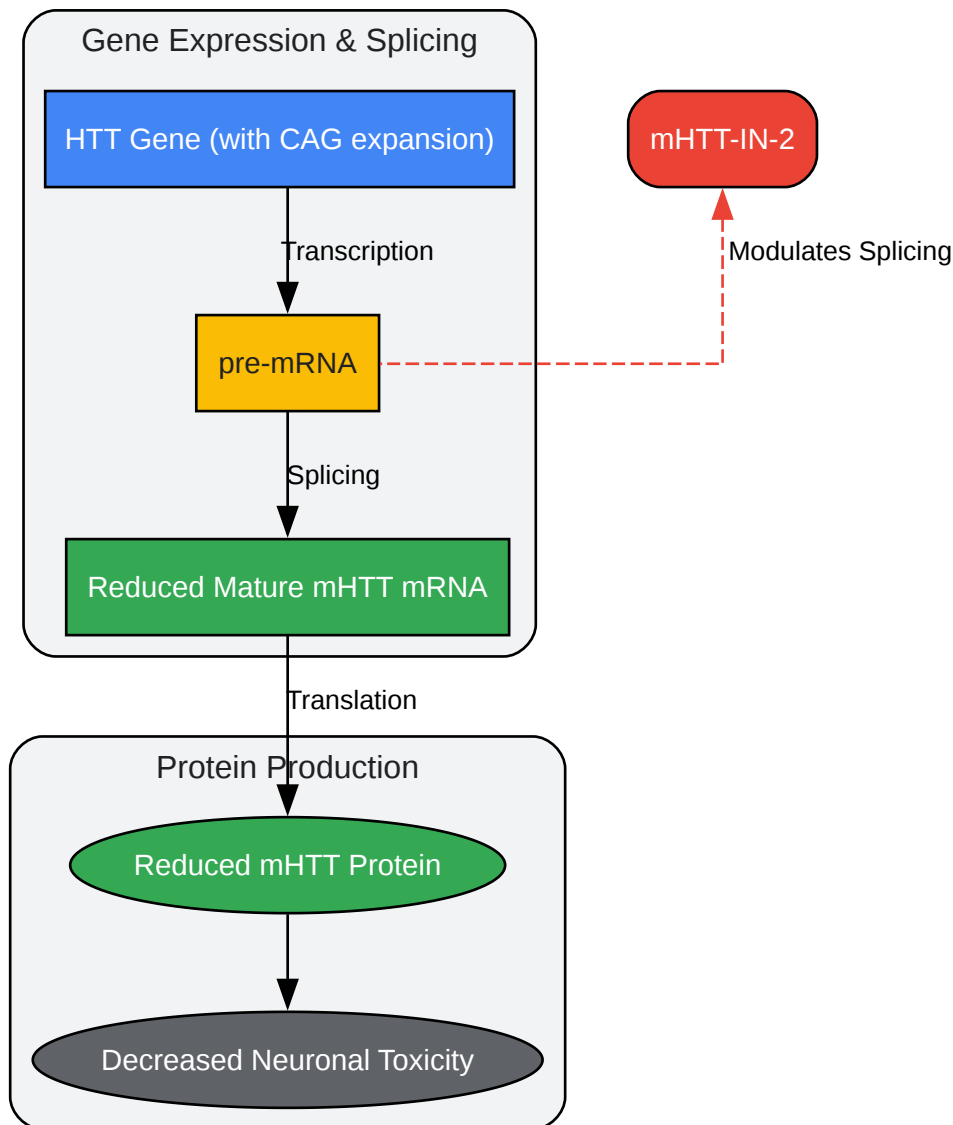 Gene Expression & Splicing
HTT Gene (with CAG expansion)
mHTT-IN-2
Transcription
Modulates Splicing
pre-mRNA
Splicing
Reduced Mature mHTT mRNA
Translation
Protein Production
Reduced mHTT Protein
Decreased Neuronal Toxicity